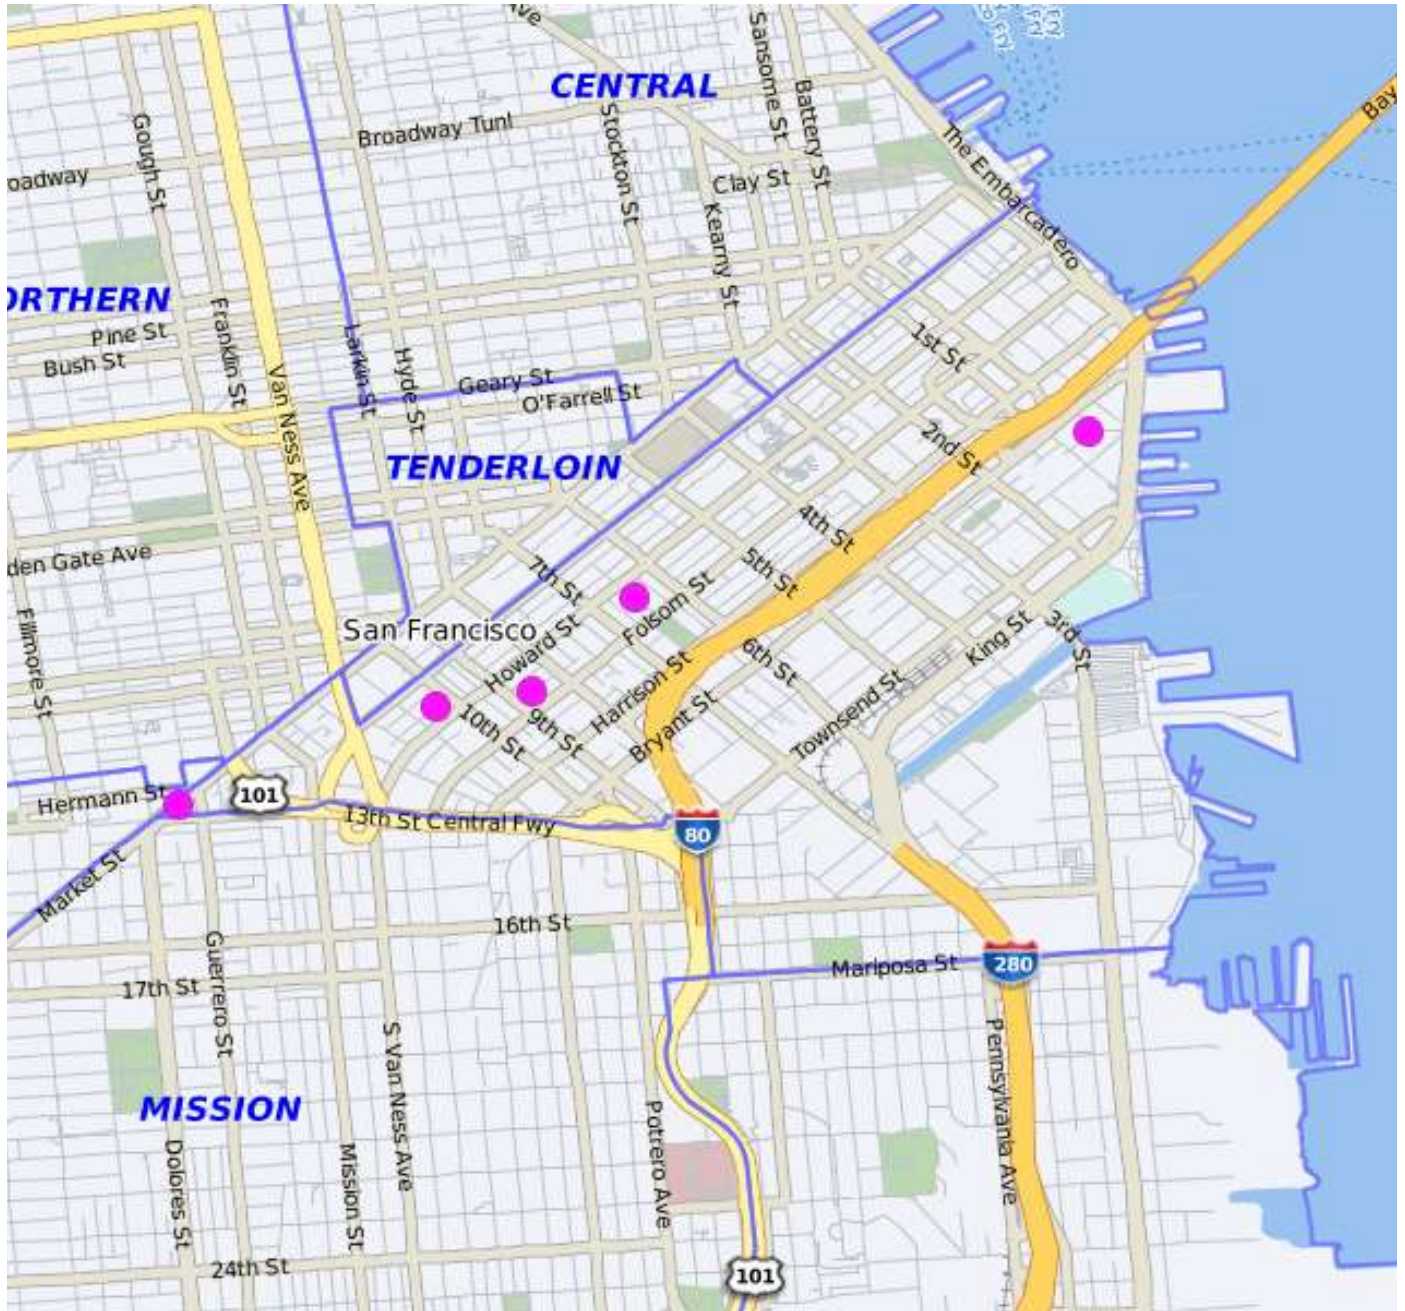 Ave
Sansome St
CENTRAL
Battery St
Bay
Gough St
Broadway Tunl
Stockton St
The Embarcadero
oadway
Clay St
Kearny St
ORTHERN
Pine St
Bush St
Franklin St
Larkin St
Hyde St
1st St
Van Ness Ave
Geary St
O'Farrell St
2nd St
TENDERLOIN
4th St
den Gate Ave
7th St
5th St
Fillmore St
San Francisco
Howard St
Folsom St
6th St
King St
3rd St
Harrison St
Bryant St
Townsend St
10th St
9th St
Hermann St
101
13th St Central Fwy
80
Market St
16th St
17th St
Guerrero St
Mariposa St
280
S Van Ness Ave
Pennsylvania Ave
MISSION
Potrero Ave
Dolores St
Mission St
24th St
101